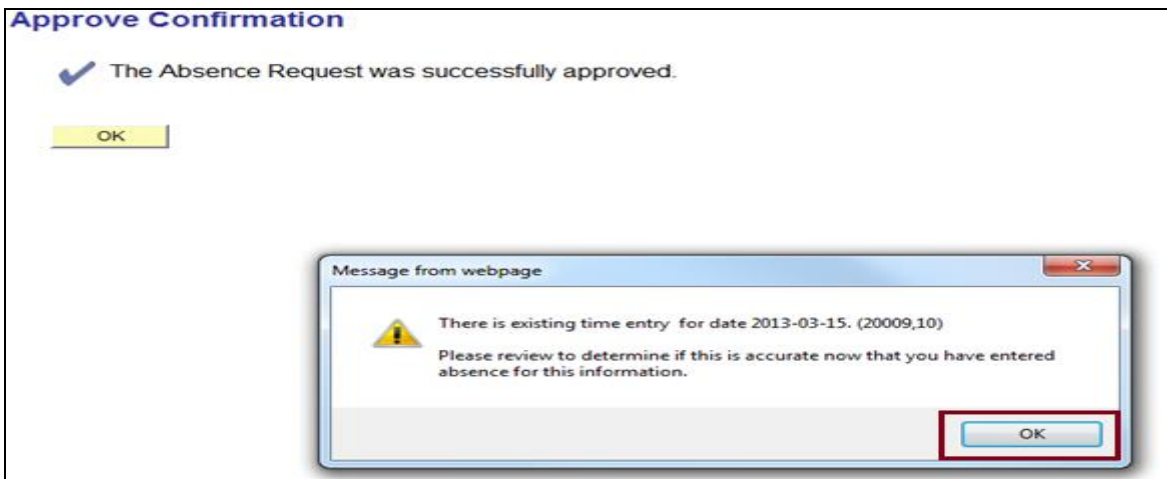 Approve Confirmation
The Absence Request was successfully approved.
OK
Message from webpage
There is existing time entry for date 2013-03-15. (20009,10)
Please review to determine if this is accurate now that you have entered
absence for this information.
OK